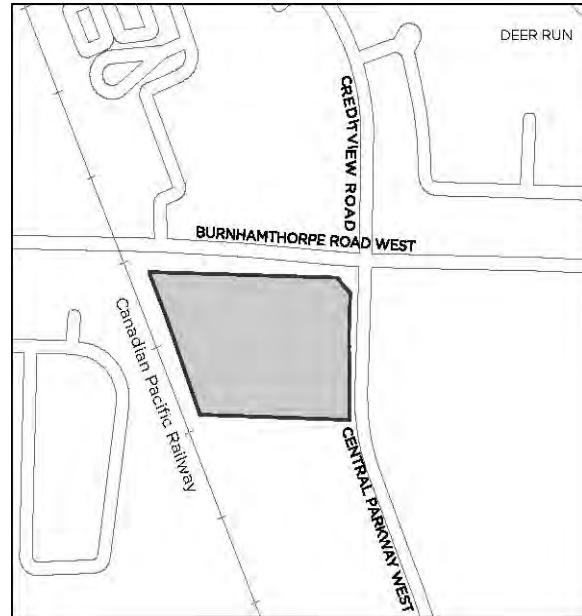 DEER RUN
CREDITVIEW ROAD
BURNHAMTHORPE ROAD WEST
Canadian Pacific Railway
CENTRAL PARKWAY WEST